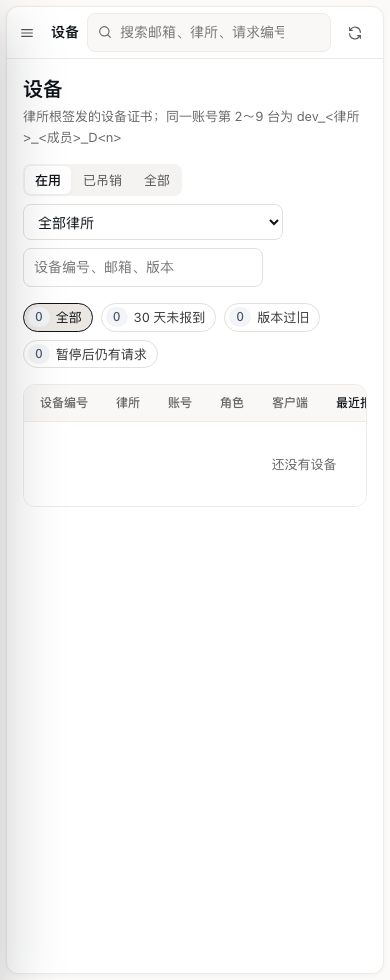 设备
搜索邮箱、律所、请求编号
设备
律所根签发的设备证书；同一账号第 2～9 台为 dev_<律所
>_<成员>_D<n>
在用 已吊销 全部
全部律所
设备编号、邮箱、版本
0 全部 0 30 天未报到 0 版本过旧
0 暂停后仍有请求
设备编号 律所 账号 角色 客户端 最近
还没有设备